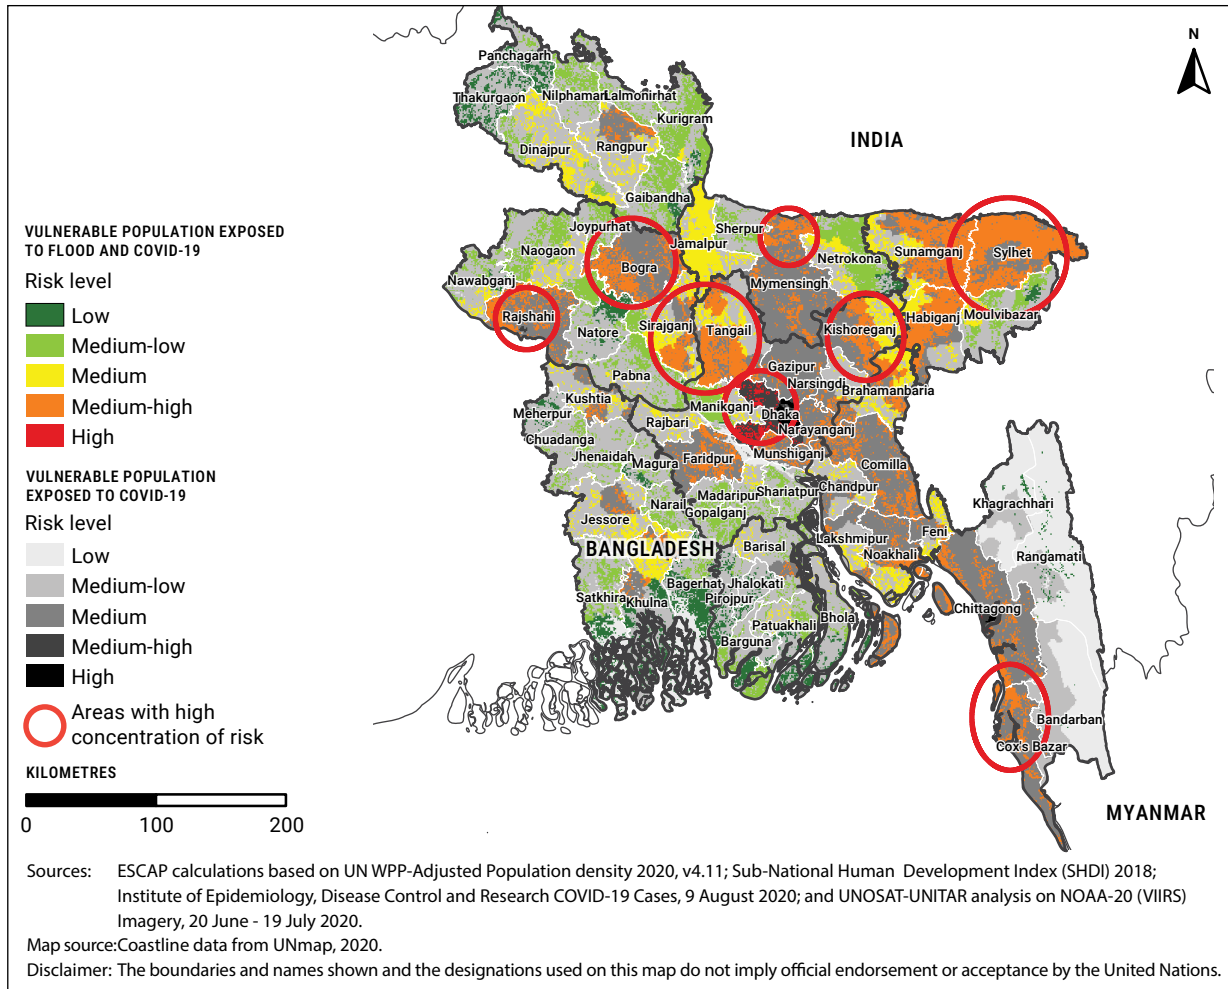 VULNERABLE POPULATION EXPOSED
TO FLOOD AND COVID-19
Risk level
Low
Medium-low
Medium
Medium-high
High
VULNERABLE POPULATION
EXPOSED TO COVID-19
Risk level
Low
Medium-low
Medium
Medium-high
High
Areas with high
concentration of risk
KILOMETRES
0 100 200
N
INDIA
BANGLADESH
MYANMAR
Panchagarh
Thakurgaon
Nilphamari
Lalmonirhat
Kurigram
Dinajpur
Rangpur
Gaibandha
Joypurhat
Naogaon
Bogra
Jamalpur
Sherpur
Netrokona
Sunamganj
Sylhet
Nawabganj
Mymensingh
Rajshahi
Natore
Sirajganj
Tangail
Kishoreganj
Habiganj
Moulvibazar
Pabna
Gazipur
Narsingdi
Brahamanbaria
Kushtia
Meherpur
Manikganj
Dhaka
Rajbari
Narayanganj
Chuadanga
Jhenaidah
Magura
Faridpur
Munshiganj
Comilla
Madaripur
Shariatpur
Chandpur
Khagrachhari
Jessore
Narail
Gopalganj
Barisal
Lakshmipur
Noakhali
Feni
Rangamati
Satkhira
Khulna
Bagerhat
Jhalokati
Pirojpur
Patuakhali
Bhola
Barguna
Chittagong
Bandarban
Cox's Bazar
Sources: ESCAP calculations based on UN WPP-Adjusted Population density 2020, v4.11; Sub-National Human Development Index (SHDI) 2018;
Institute of Epidemiology, Disease Control and Research COVID-19 Cases, 9 August 2020; and UNOSAT-UNITAR analysis on NOAA-20 (VIIRS)
Imagery, 20 June - 19 July 2020.
Map source:Coastline data from UNmap, 2020.
Disclaimer: The boundaries and names shown and the designations used on this map do not imply official endorsement or acceptance by the United Nations.